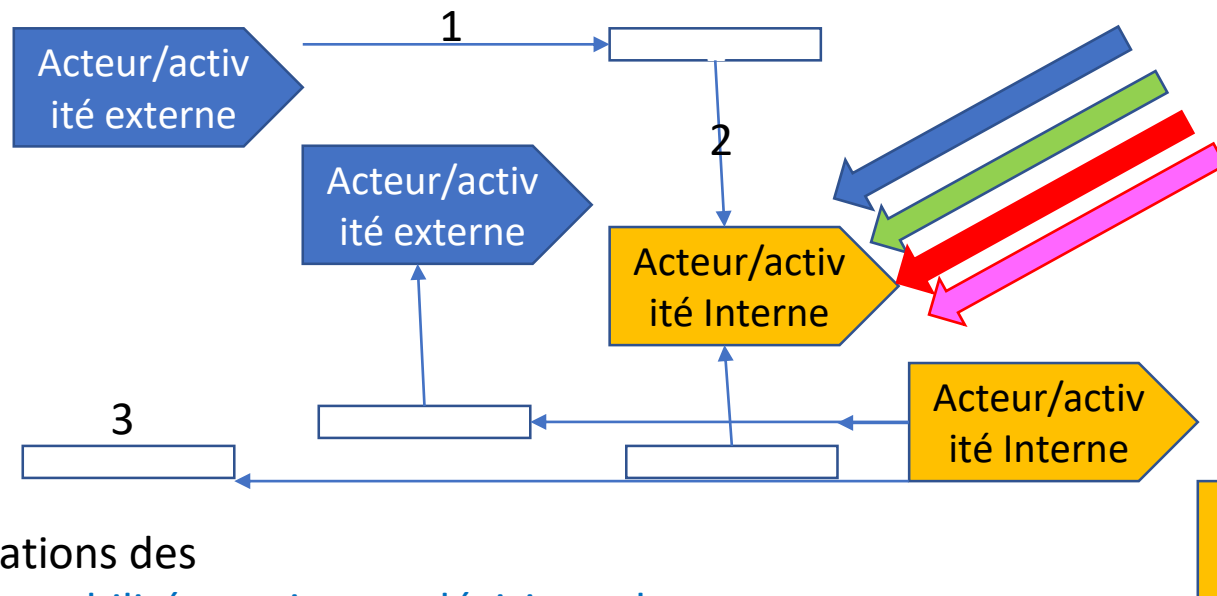 1
Acteur/activ
ité externe
2
Acteur/activ
ité externe
Acteur/activ
ité Interne
Acteur/activ
ité Interne
3
ations des